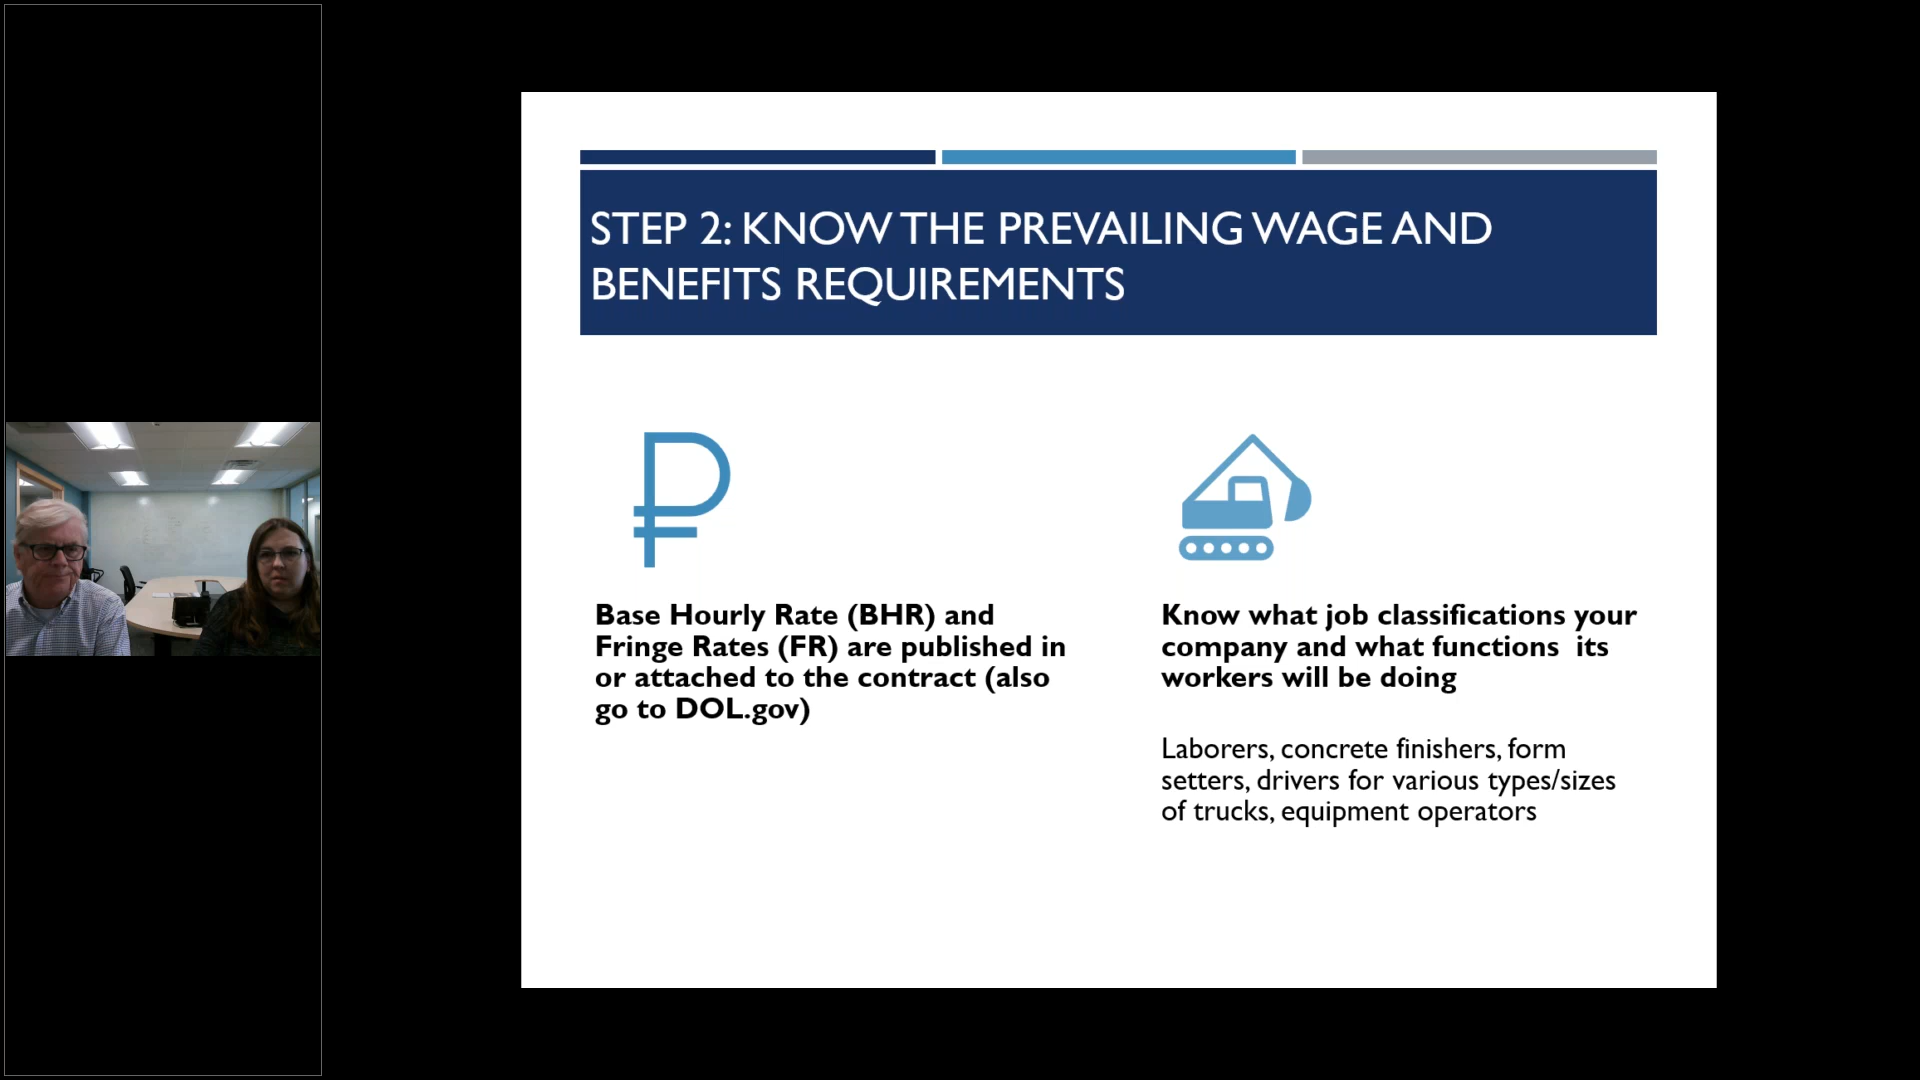 STEP 2: KNOW THE PREVAILING WAGE AND
BENEFITS REQUIREMENTS
Base Hourly Rate (BHR) and
Fringe Rates (FR) are published in
or attached to the contract (also
go to DOL.gov)
Know what job classifications your
company and what functions  its
workers will be doing
Laborers, concrete finishers, form
setters, drivers for various types/sizes
of trucks, equipment operators